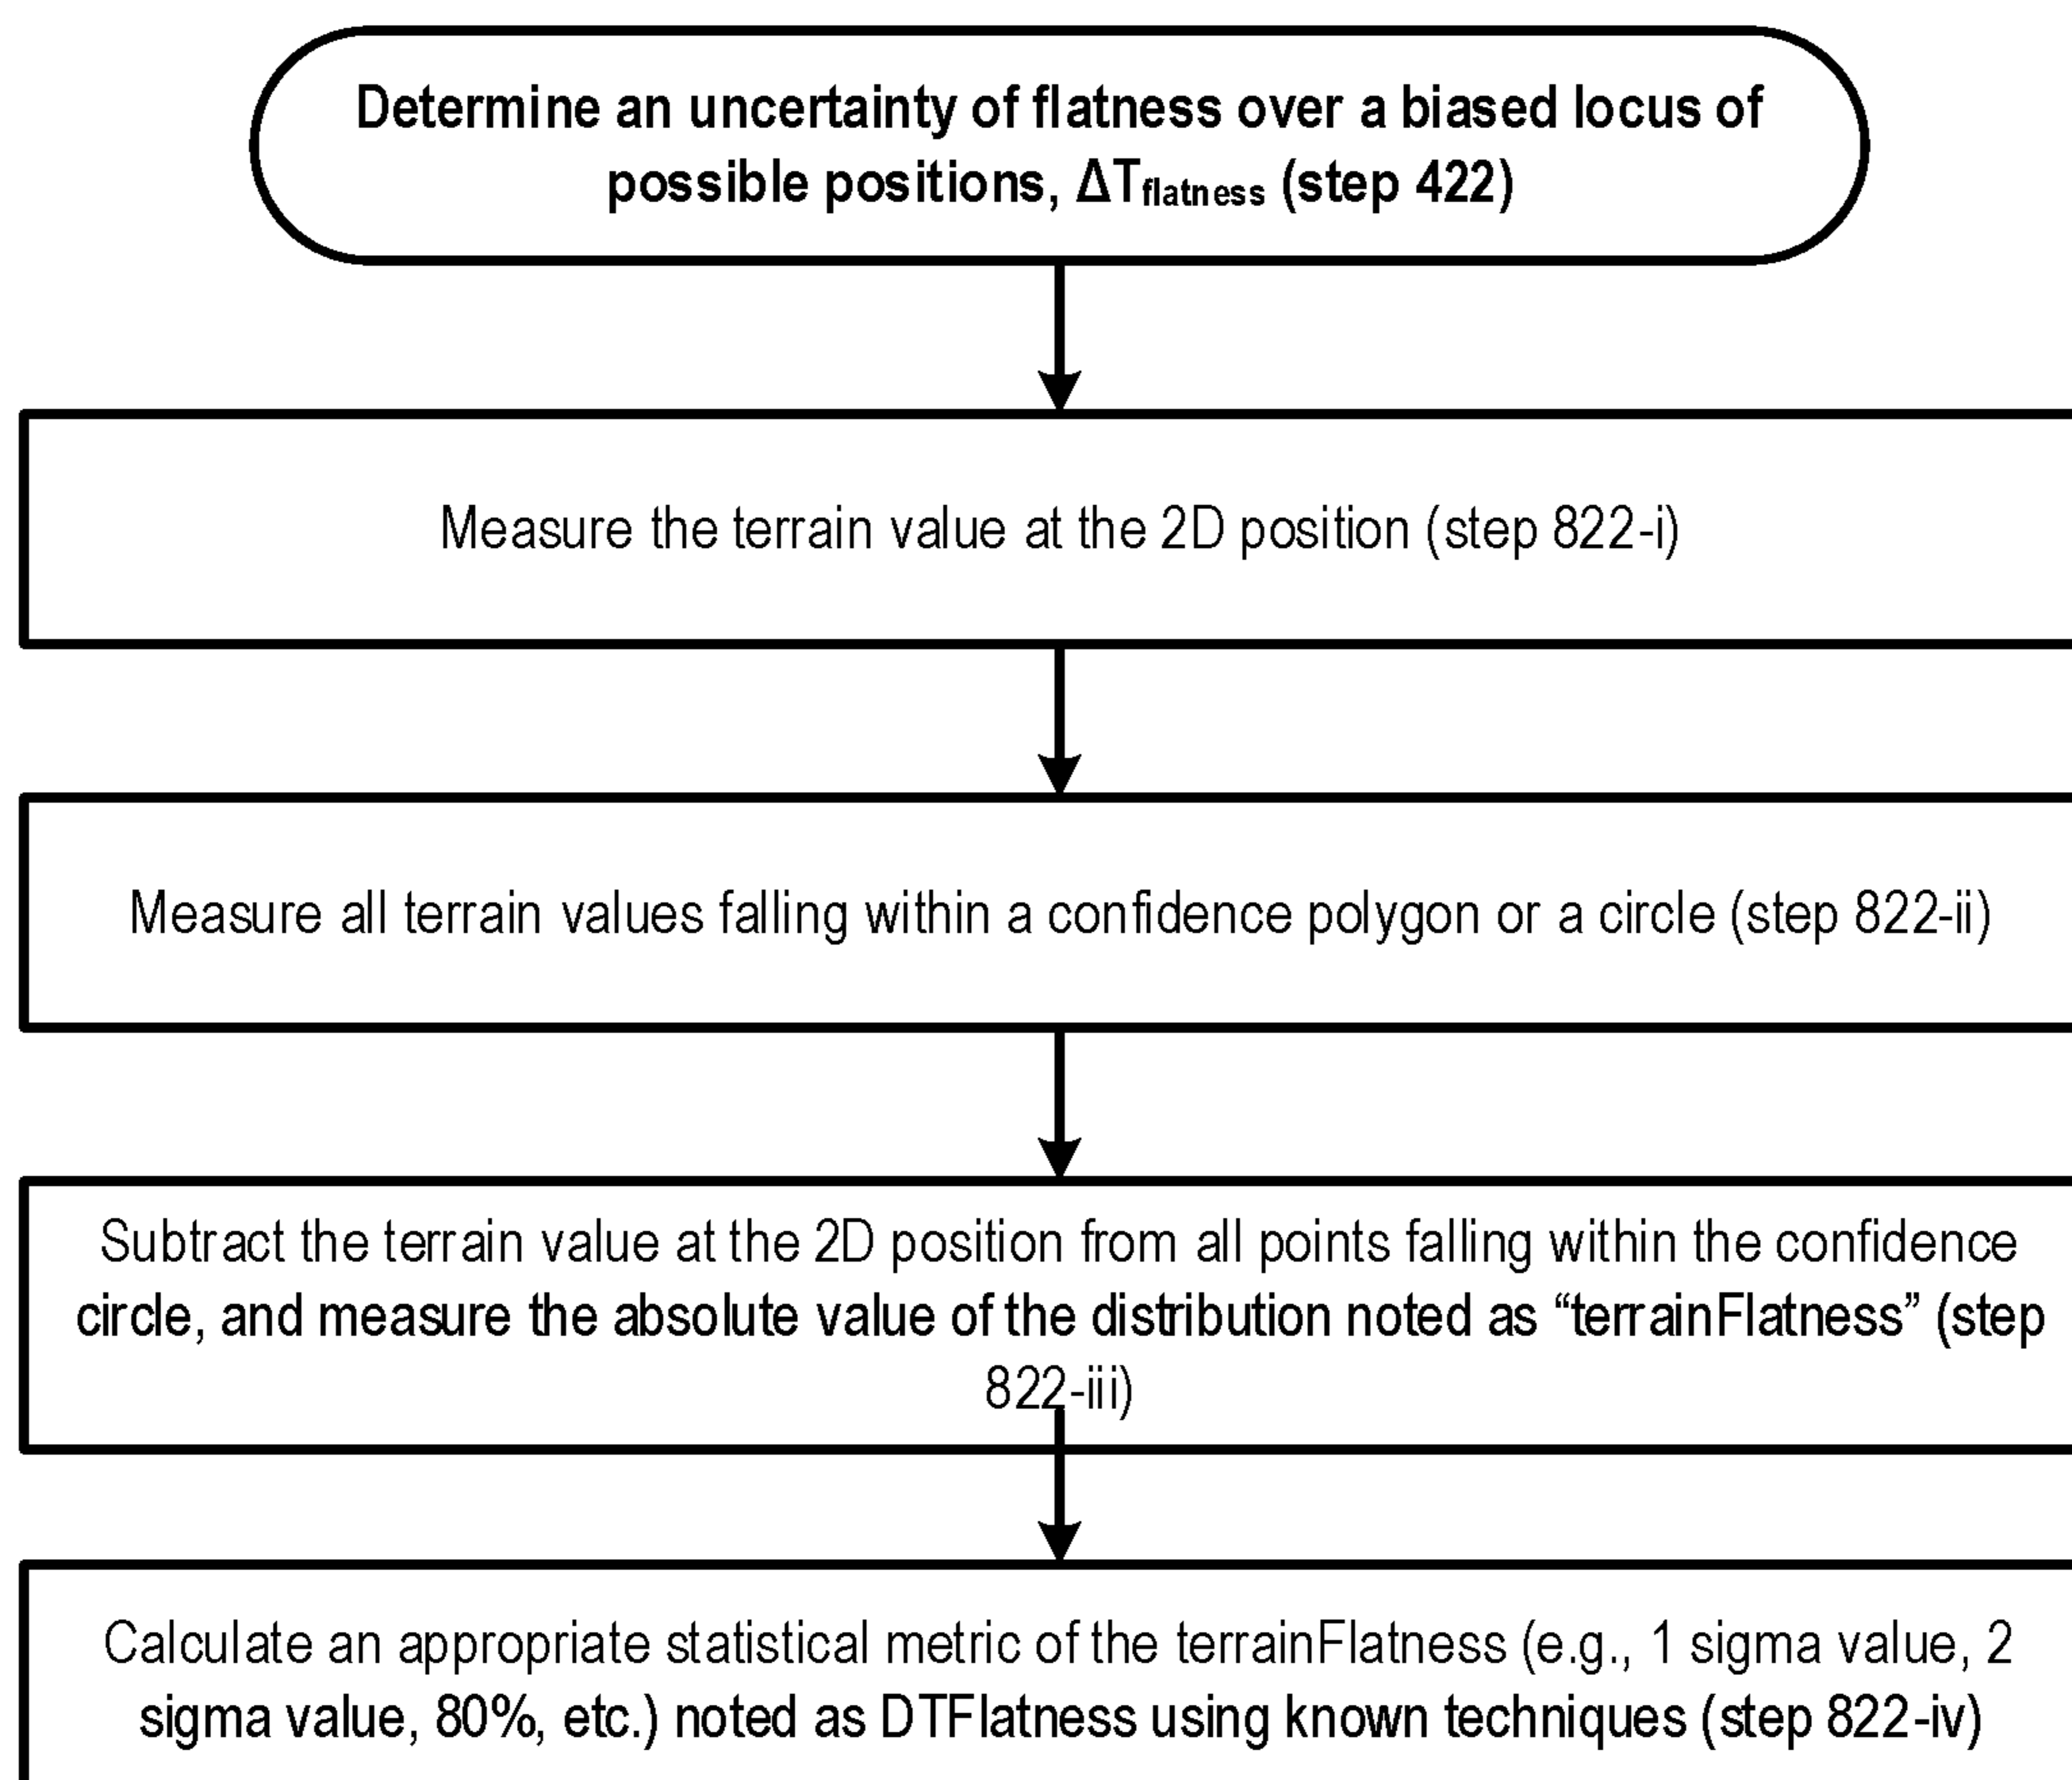 Determine an uncertainty of flatness over a biased locus of
possible positions, ΔTflatness (step 422)
Measure the terrain value at the 2D position (step 822-i)
Measure all terrain values falling within a confidence polygon or a circle (step 822-ii)
Subtract the terrain value at the 2D position from all points falling within the confidence
circle, and measure the absolute value of the distribution noted as “terrainFlatness” (step
822-iii)
Calculate an appropriate statistical metric of the terrainFlatness (e.g., 1 sigma value, 2
sigma value, 80%, etc.) noted as DTFlatness using known techniques (step 822-iv)